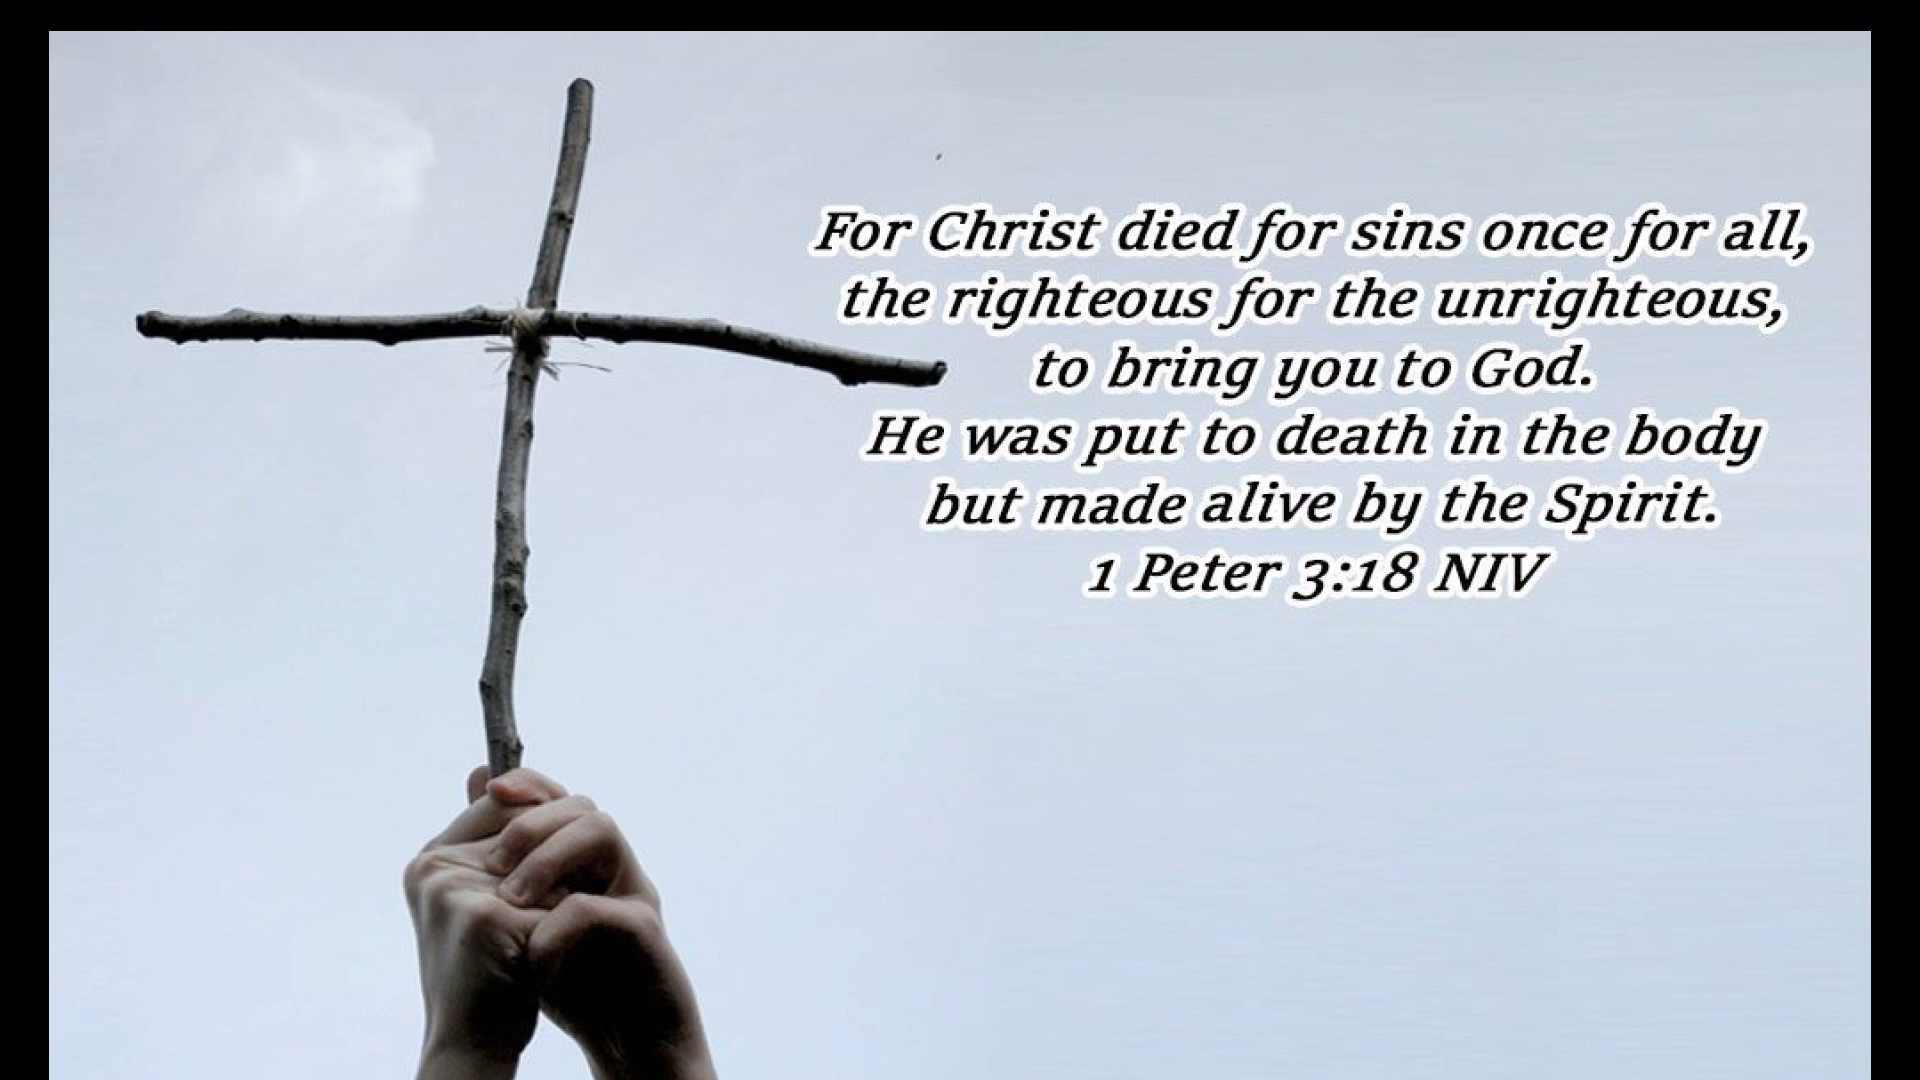 For Christ died for sins once for all,
the righteous for the unrighteous,
to bring you to God.
He was put to death in the body
but made alive by the Spirit.
1 Peter 3:18 NIV